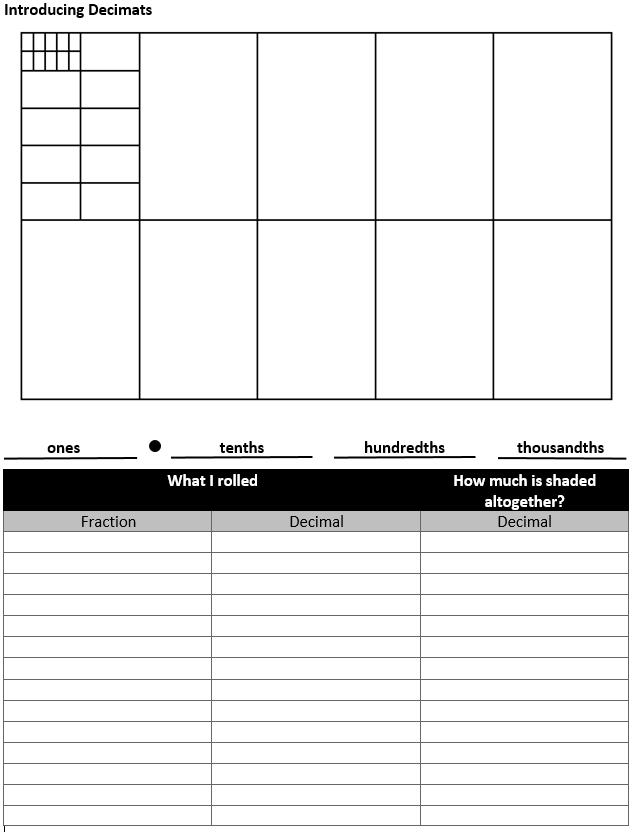 Introducing Decimats
ones tenths hundredths thousandths
What I rolled How much is shaded
altogether?
Fraction Decimal Decimal